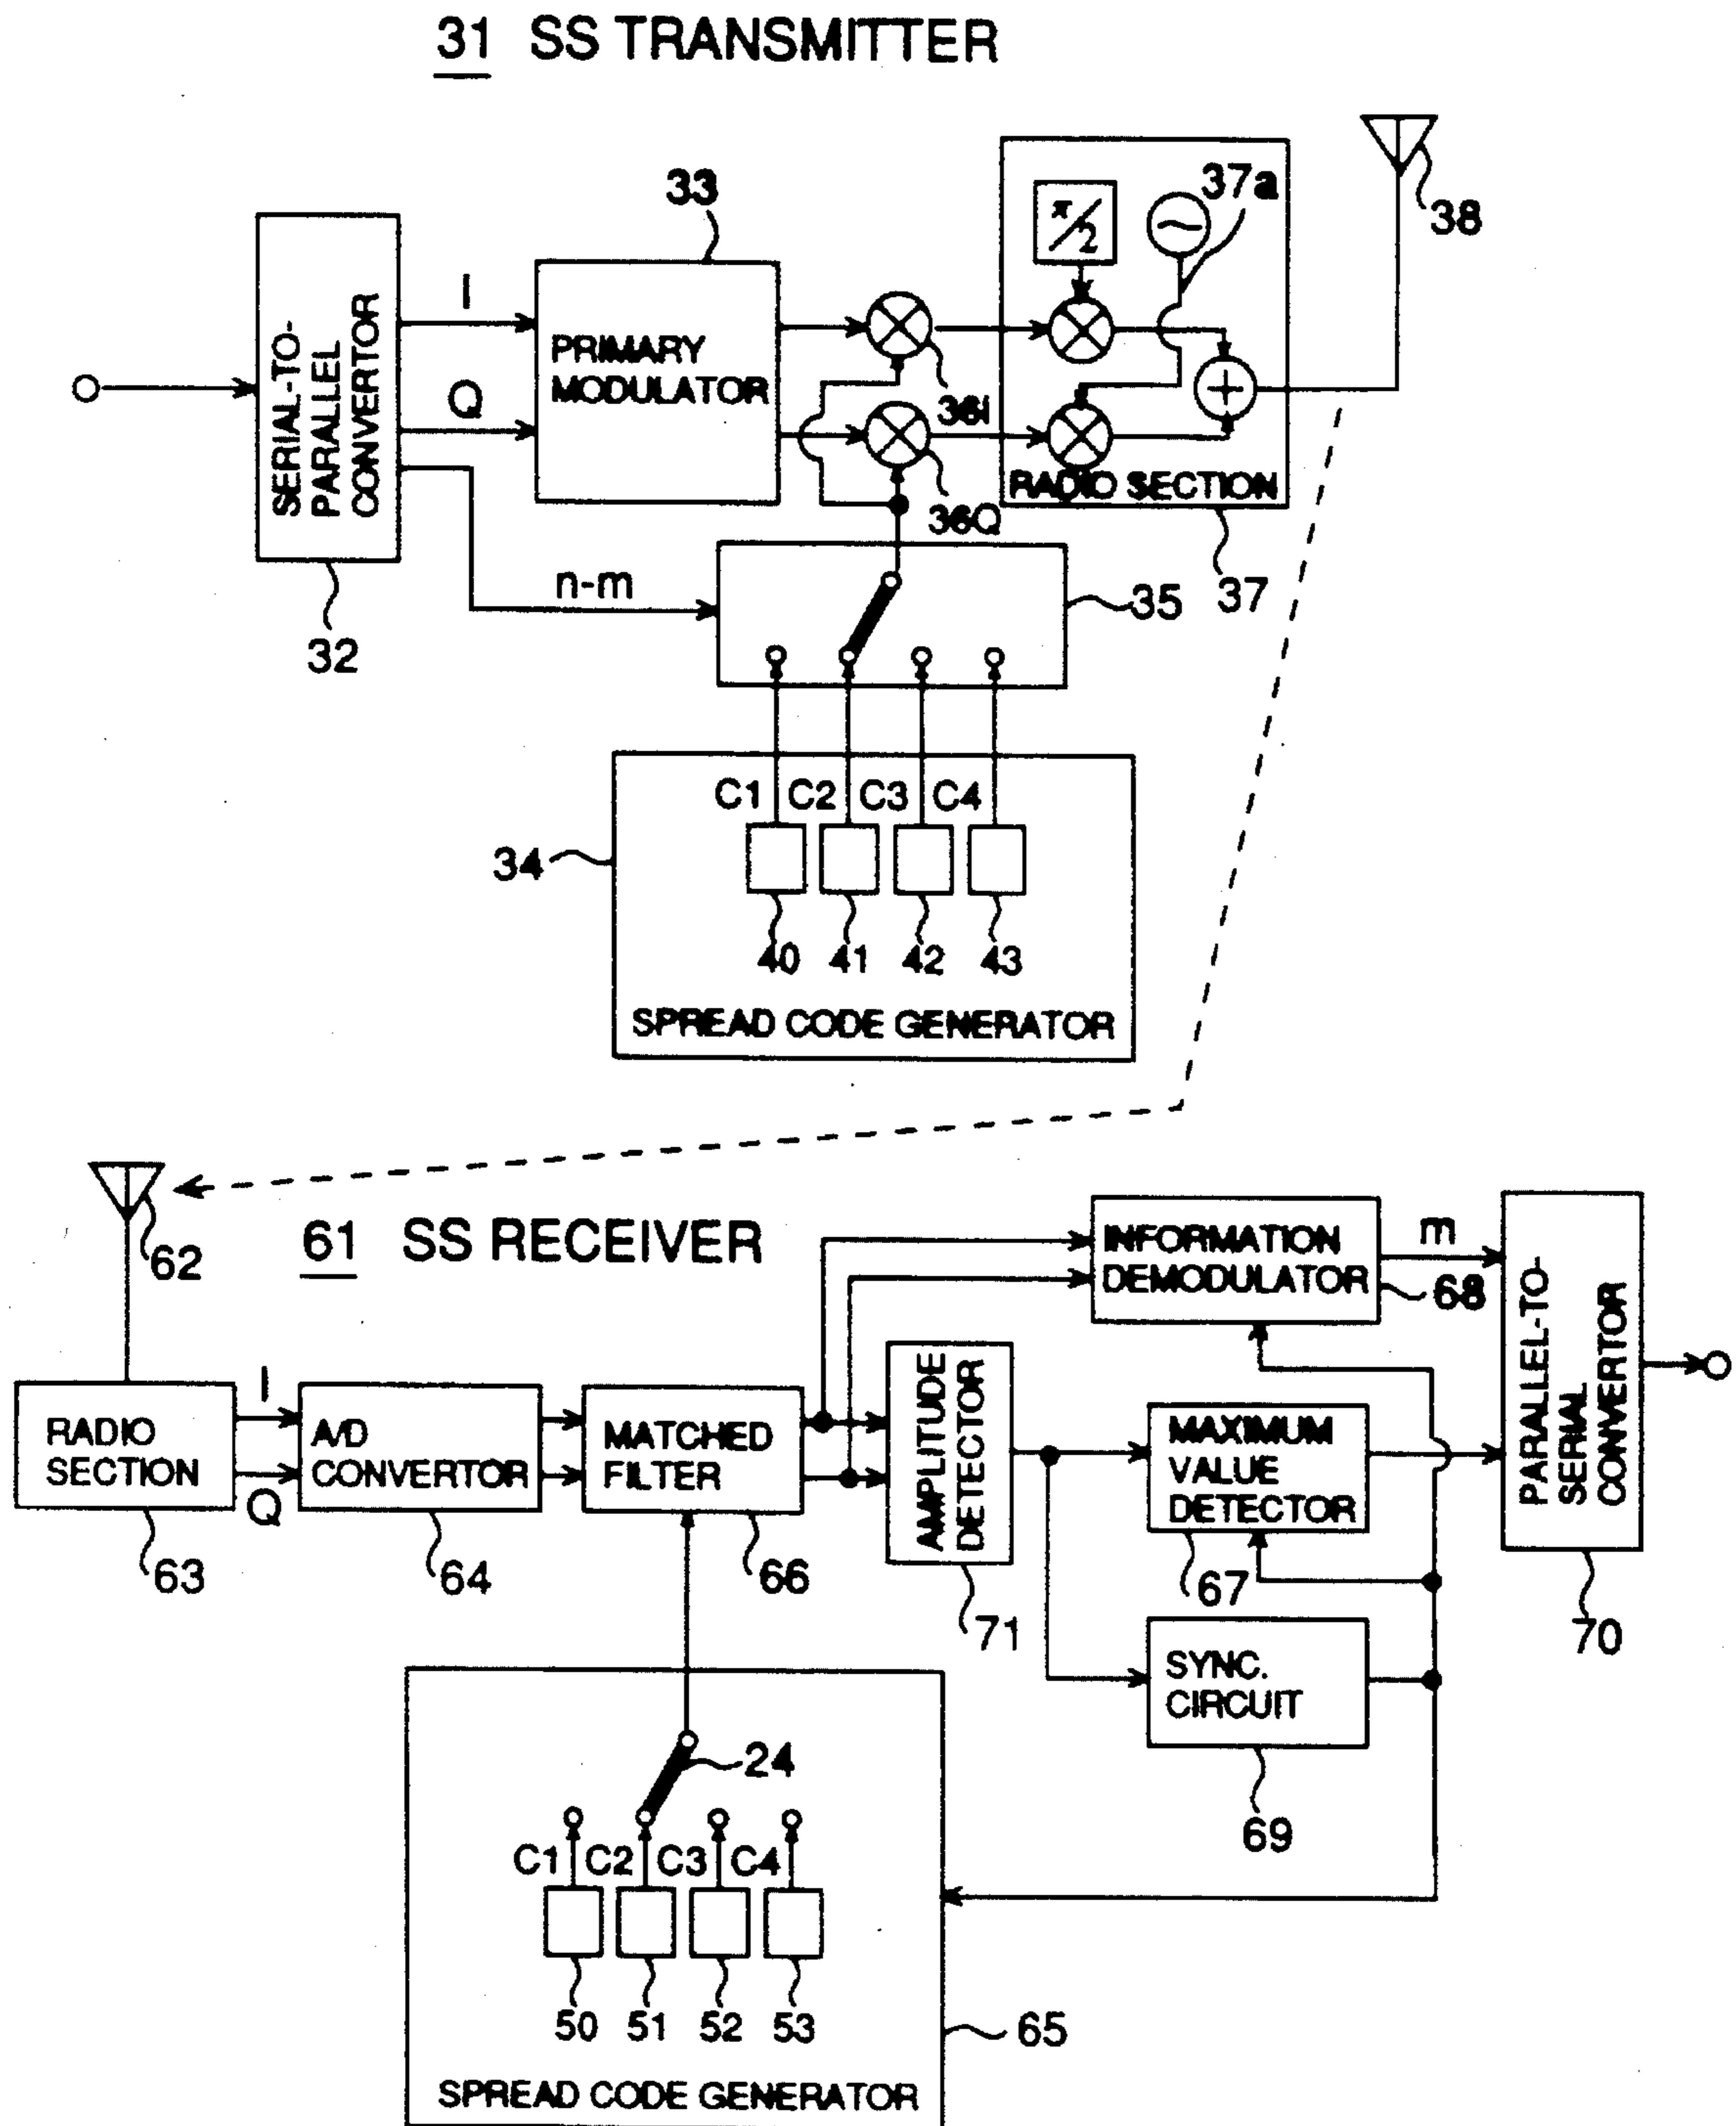 31 SS TRANSMITTER
38
37a
π/2
33
SERIAL-TO-
PARALLEL
CONVERTOR
I
Q
PRIMARY
MODULATOR
36I
36Q
RADIO SECTION
37
32
n-m
35
C1 C2 C3 C4
34
40 41 42 43
SPREAD CODE GENERATOR
62
61 SS RECEIVER
INFORMATION
DEMODULATOR
m
68
PARALLEL-TO-
SERIAL
CONVERTOR
70
RADIO
SECTION
63
I
Q
A/D
CONVERTOR
64
MATCHED
FILTER
66
AMPLITUDE
DETECTOR
71
MAXIMUM
VALUE
DETECTOR
67
SYNC.
CIRCUIT
69
24
C1 C2 C3 C4
50 51 52 53
65
SPREAD CODE GENERATOR